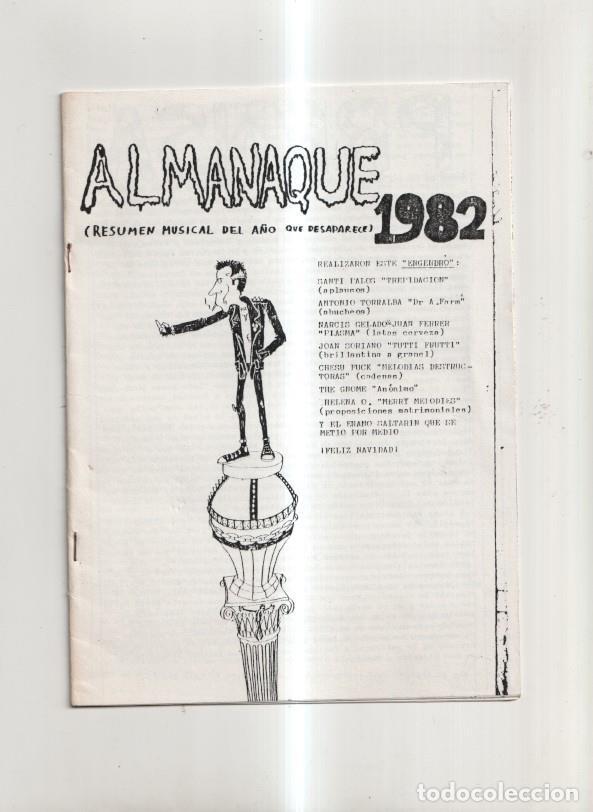 ALMANAQUE
1982
(RESUMEN MUSICAL DEL AÑO QUE DESAPARECE)
REALIZARON ESTE "ENGENDRO":
SANTI PALOS "TREPIDACION"
(aplausos)
ANTONIO TORRALBA "Dr A.Farm"
(abucheos)
NARCIS GELADO&JUAN FERRER
"PLASMA" (latas cerveza)
JOAN SORIANO "TUTTI FRUTTI"
(brillantina a granel)
CHESU FUCK "MELODIAS DESTRUC-
TORAS" (cadenas)
THE GNOME "Anónimo"
HELENA O. "MERRY MELODIES"
(proposiciones matrimoniales)
Y EL ENANO SALTARIN QUE SE
METIO POR MEDIO
¡FELIZ NAVIDAD¡
todocoleccion